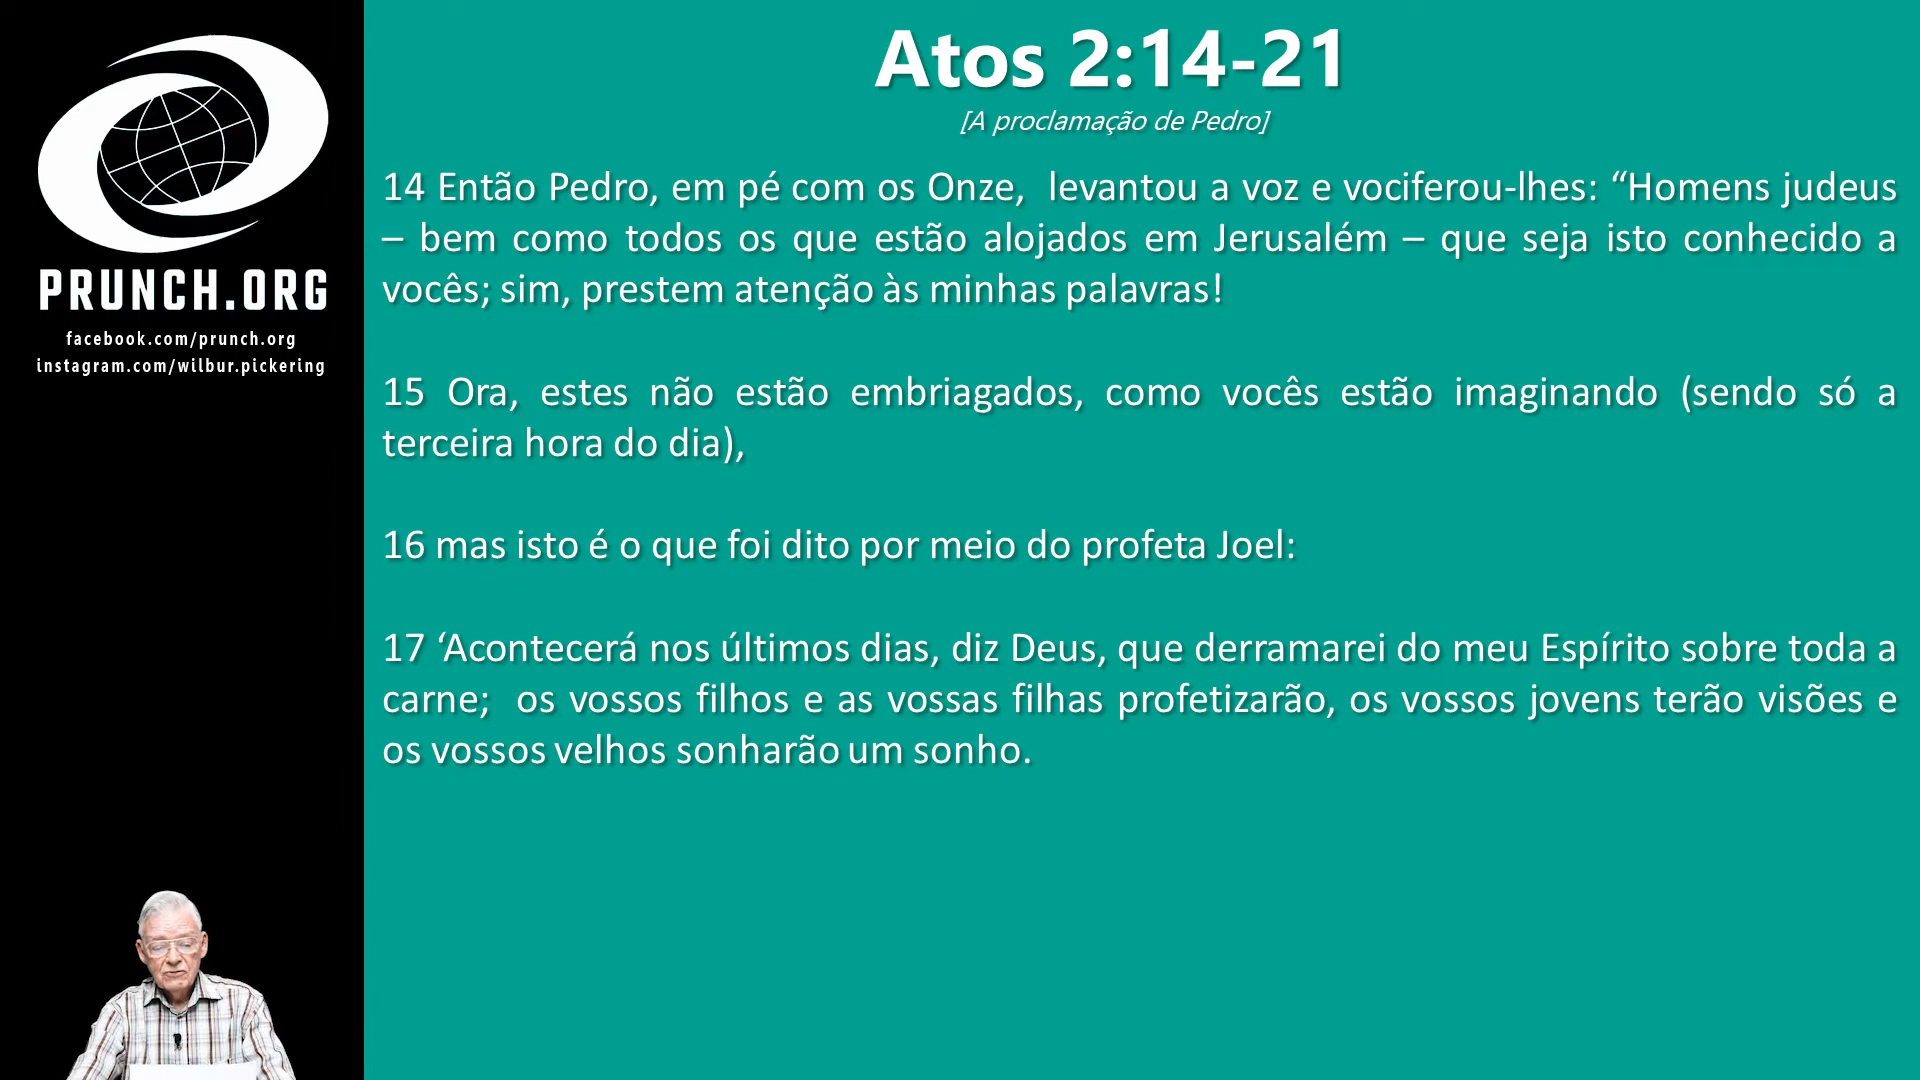 PRUNCH.ORG
facebook.com/prunch.org
instagram.com/wilbur.pickering
Atos 2:14-21
[A proclamação de Pedro]
14 Então Pedro, em pé com os Onze,  levantou a voz e vociferou-lhes: “Homens judeus
– bem como todos os que estão alojados em Jerusalém – que seja isto conhecido a
vocês; sim, prestem atenção às minhas palavras!
15 Ora, estes não estão embriagados, como vocês estão imaginando (sendo só a
terceira hora do dia),
16 mas isto é o que foi dito por meio do profeta Joel:
17 ‘Acontecerá nos últimos dias, diz Deus, que derramarei do meu Espírito sobre toda a
carne;  os vossos filhos e as vossas filhas profetizarão, os vossos jovens terão visões e
os vossos velhos sonharão um sonho.